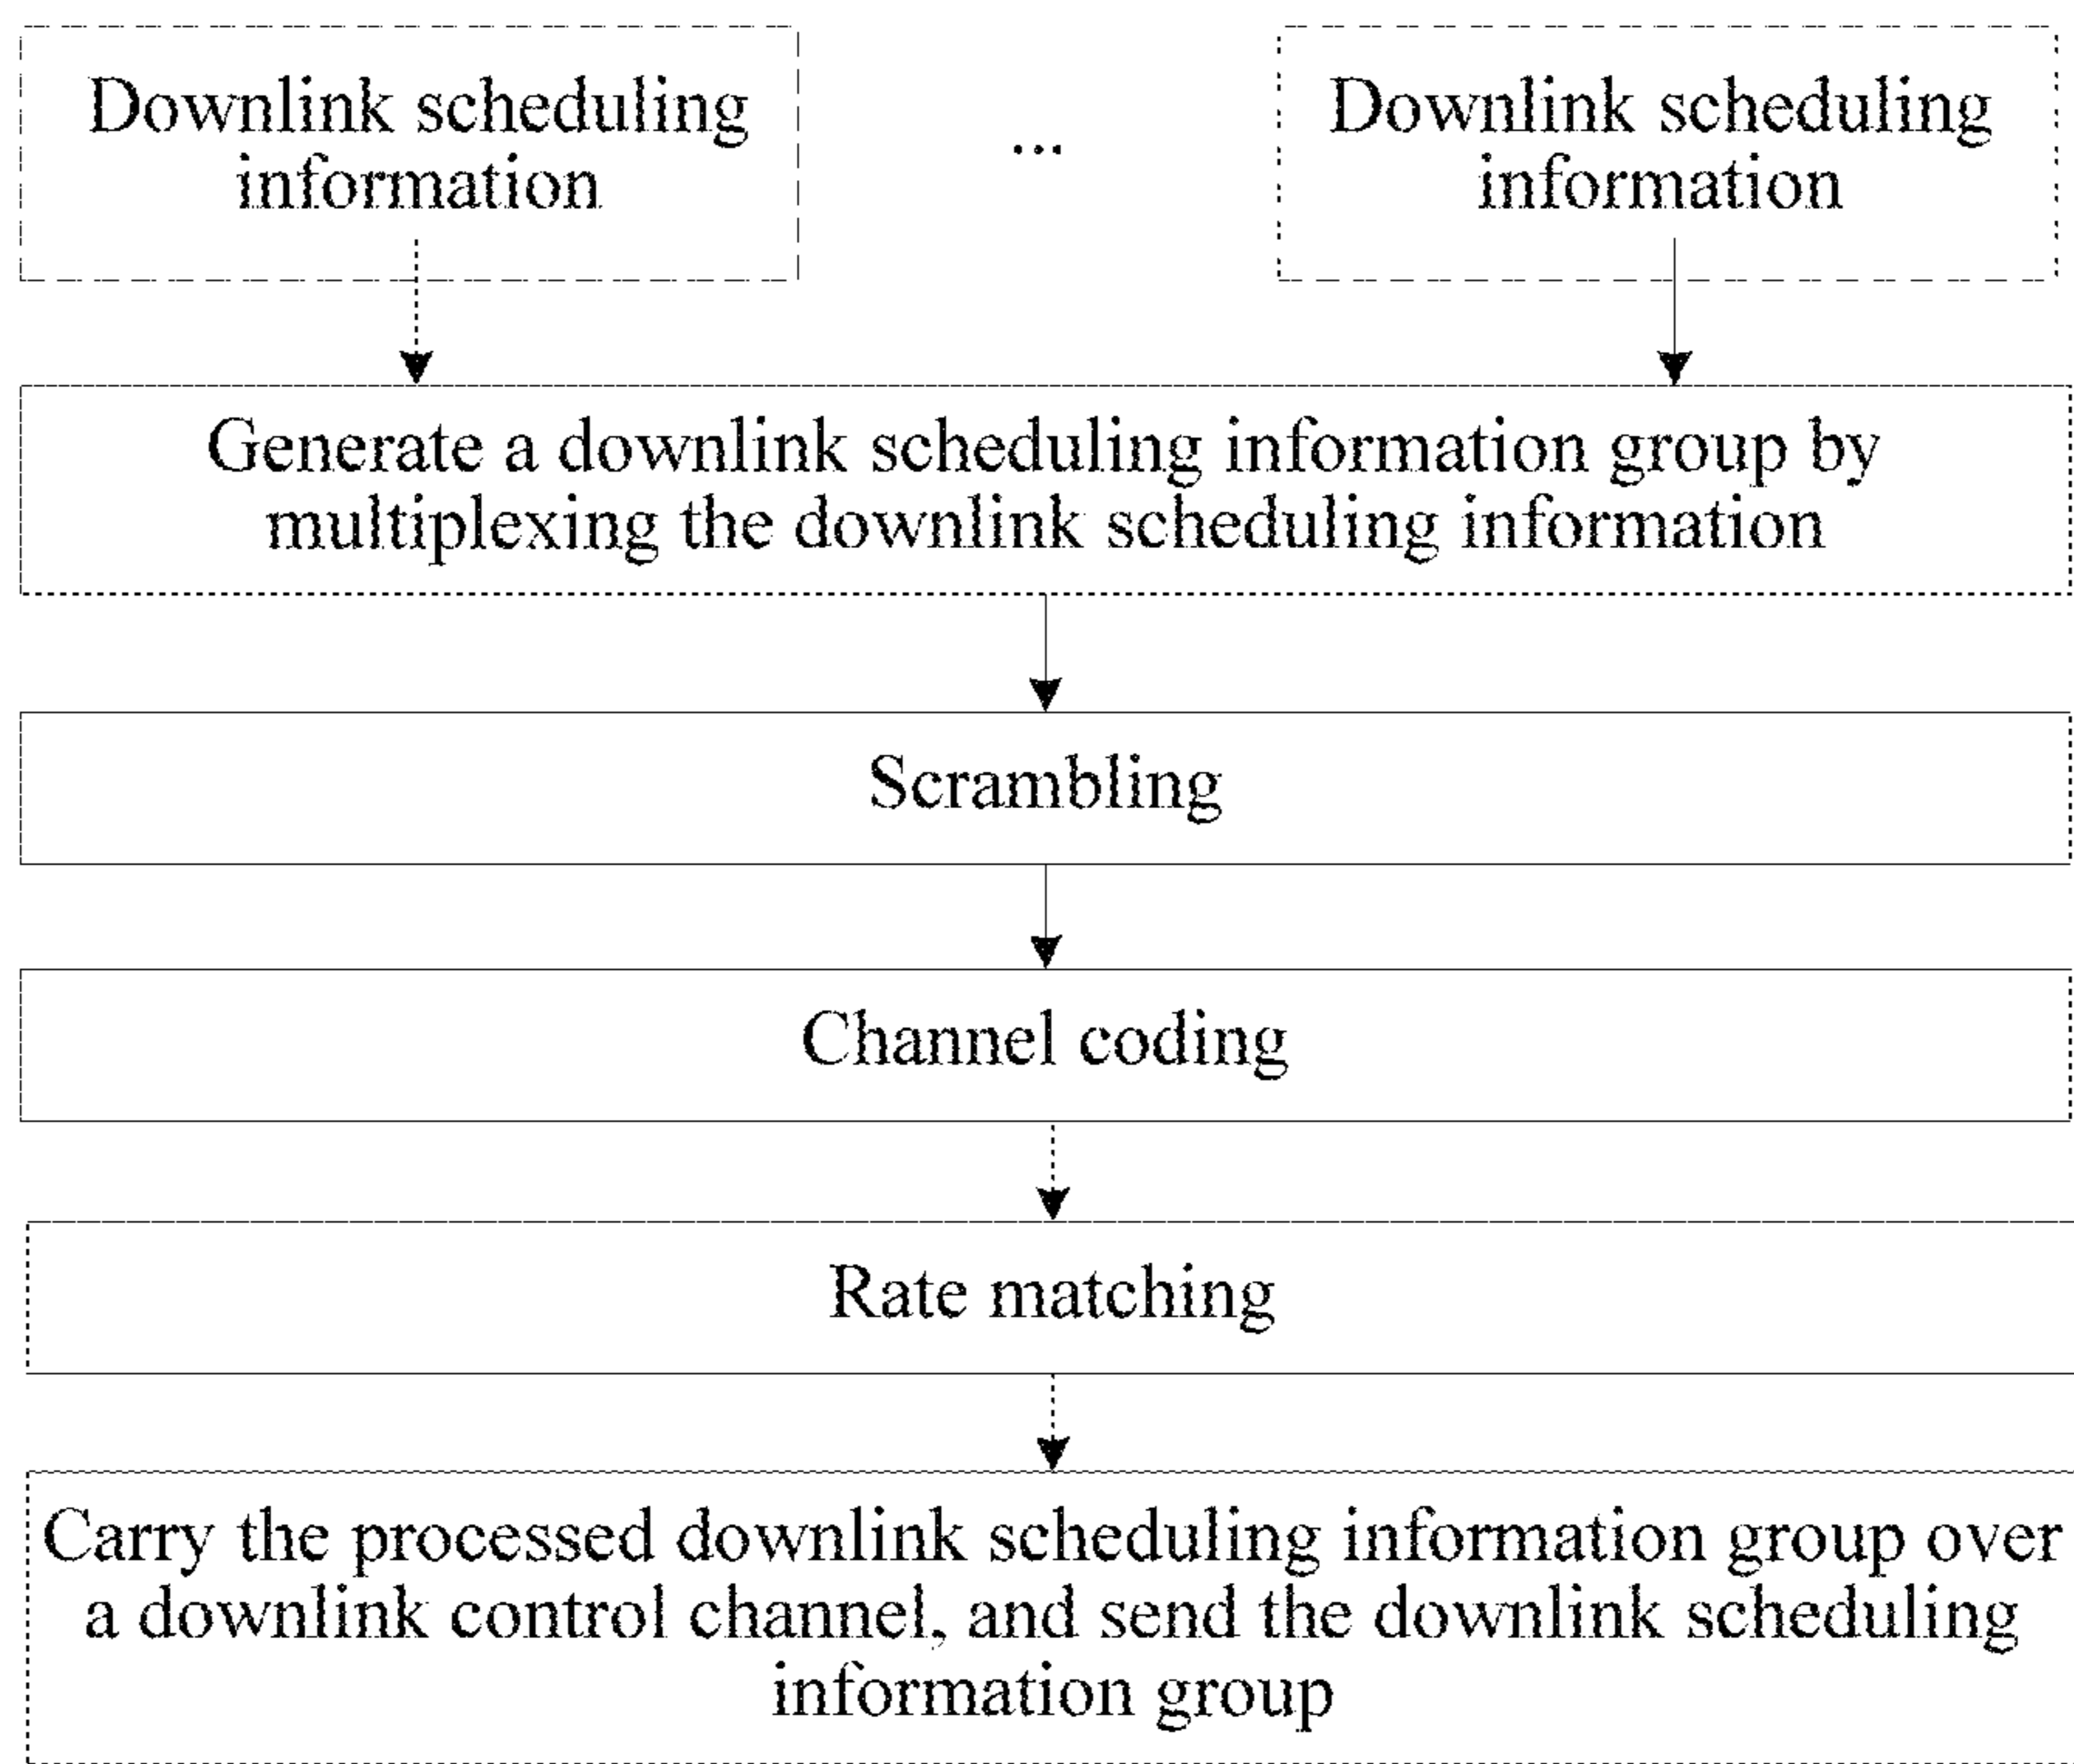 Downlink scheduling
information
...
Downlink scheduling
information
Generate a downlink scheduling information group by
multiplexing the downlink scheduling information
Scrambling
Channel coding
Rate matching
Carry the processed downlink scheduling information group over
a downlink control channel, and send the downlink scheduling
information group